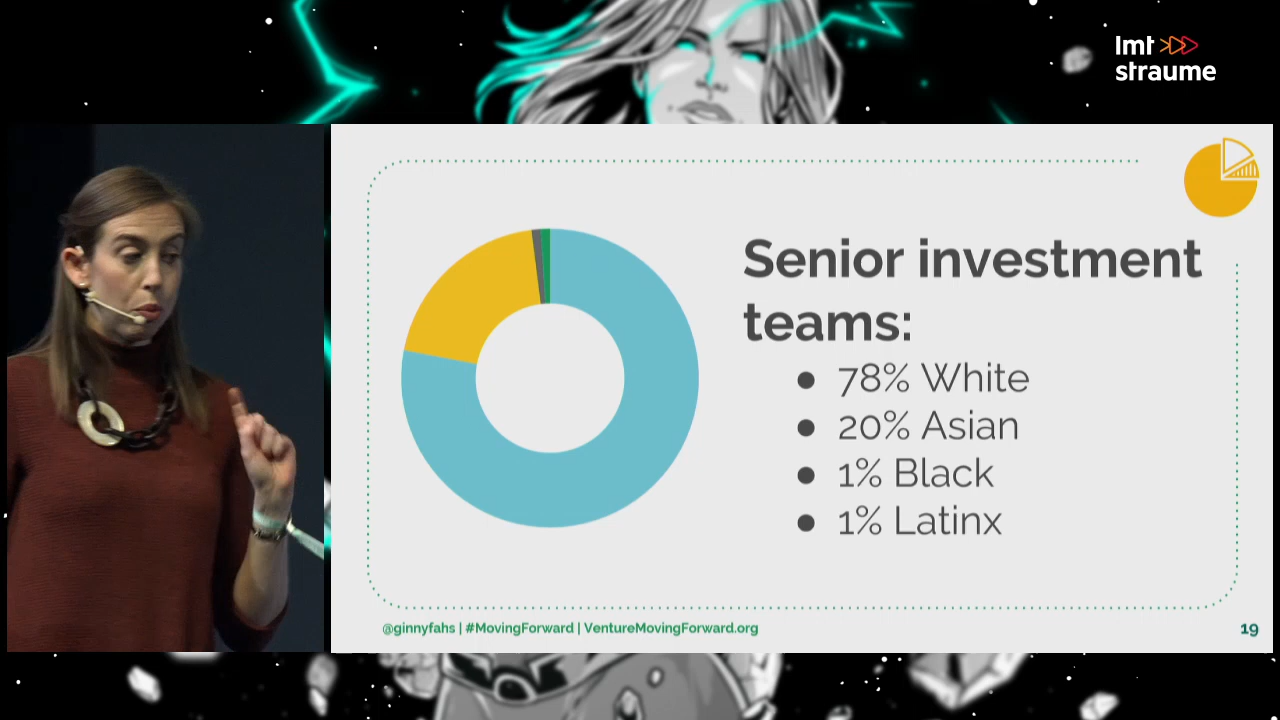 lmt
straume
Senior investment
teams:
● 78% White
● 20% Asian
● 1% Black
● 1% Latinx
@ginnyfahs | #MovingForward | VentureMovingForward.org
19